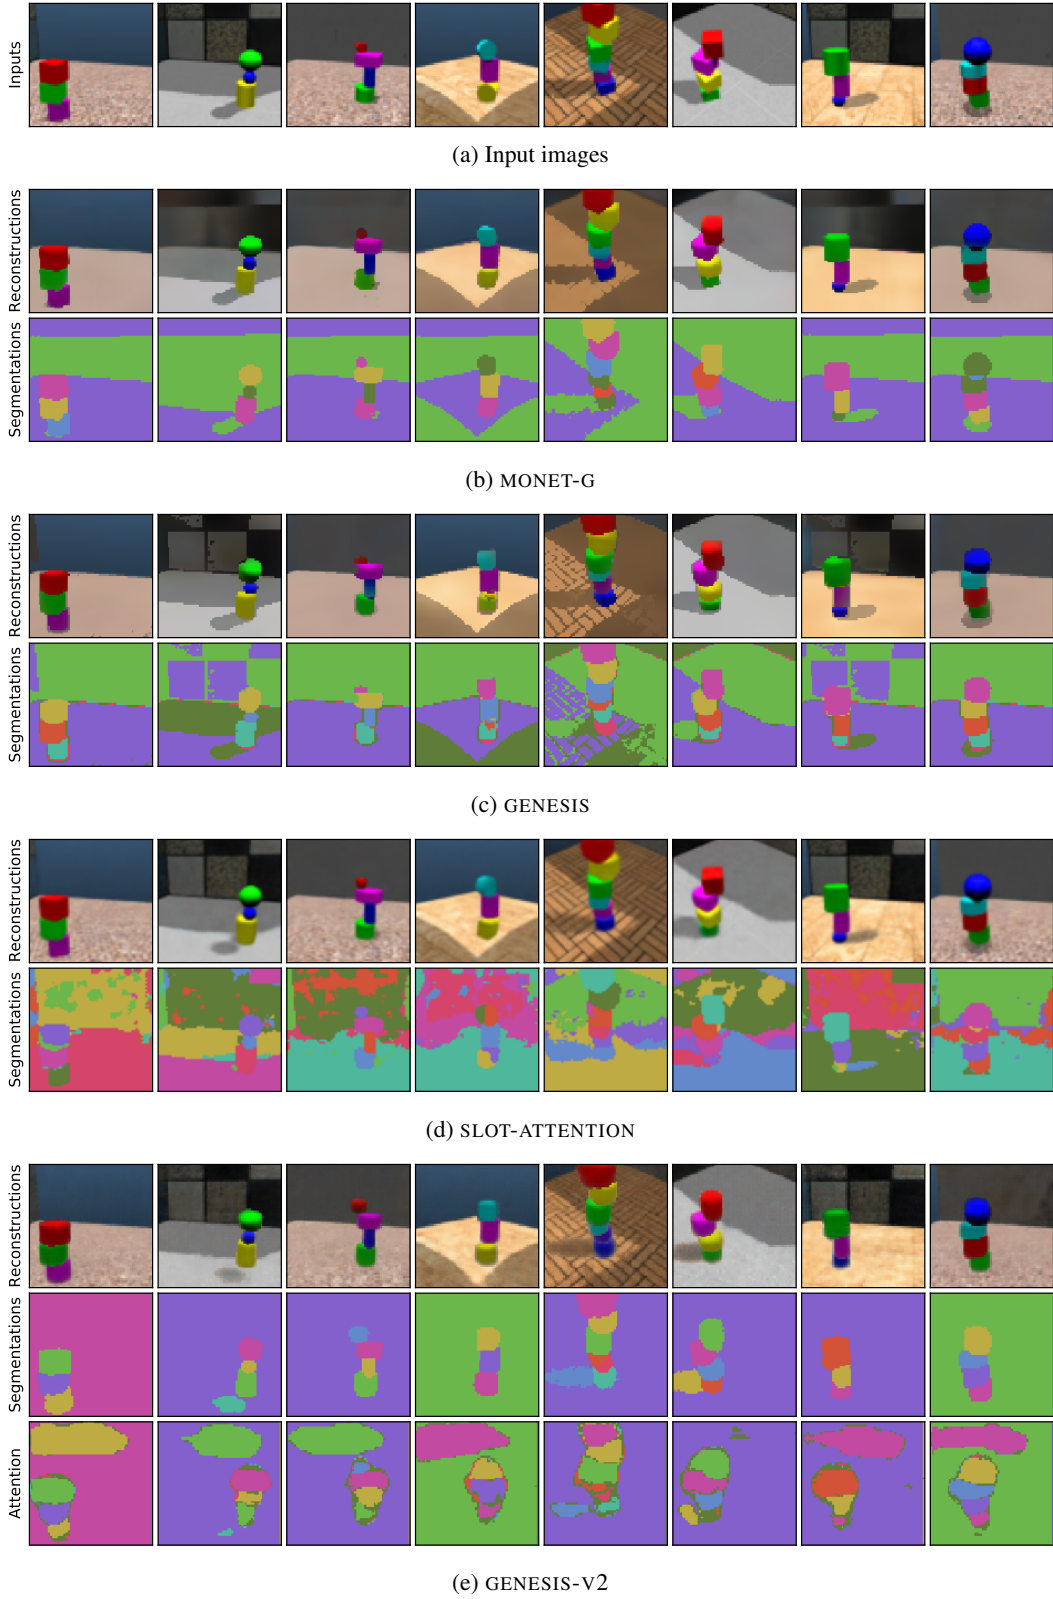 Inputs
(a) Input images
Reconstructions
Segmentations
(b) MONET-G
Reconstructions
Segmentations
(c) GENESIS
Reconstructions
Segmentations
(d) SLOT-ATTENTION
Reconstructions
Segmentations
Attention
(e) GENESIS-V2